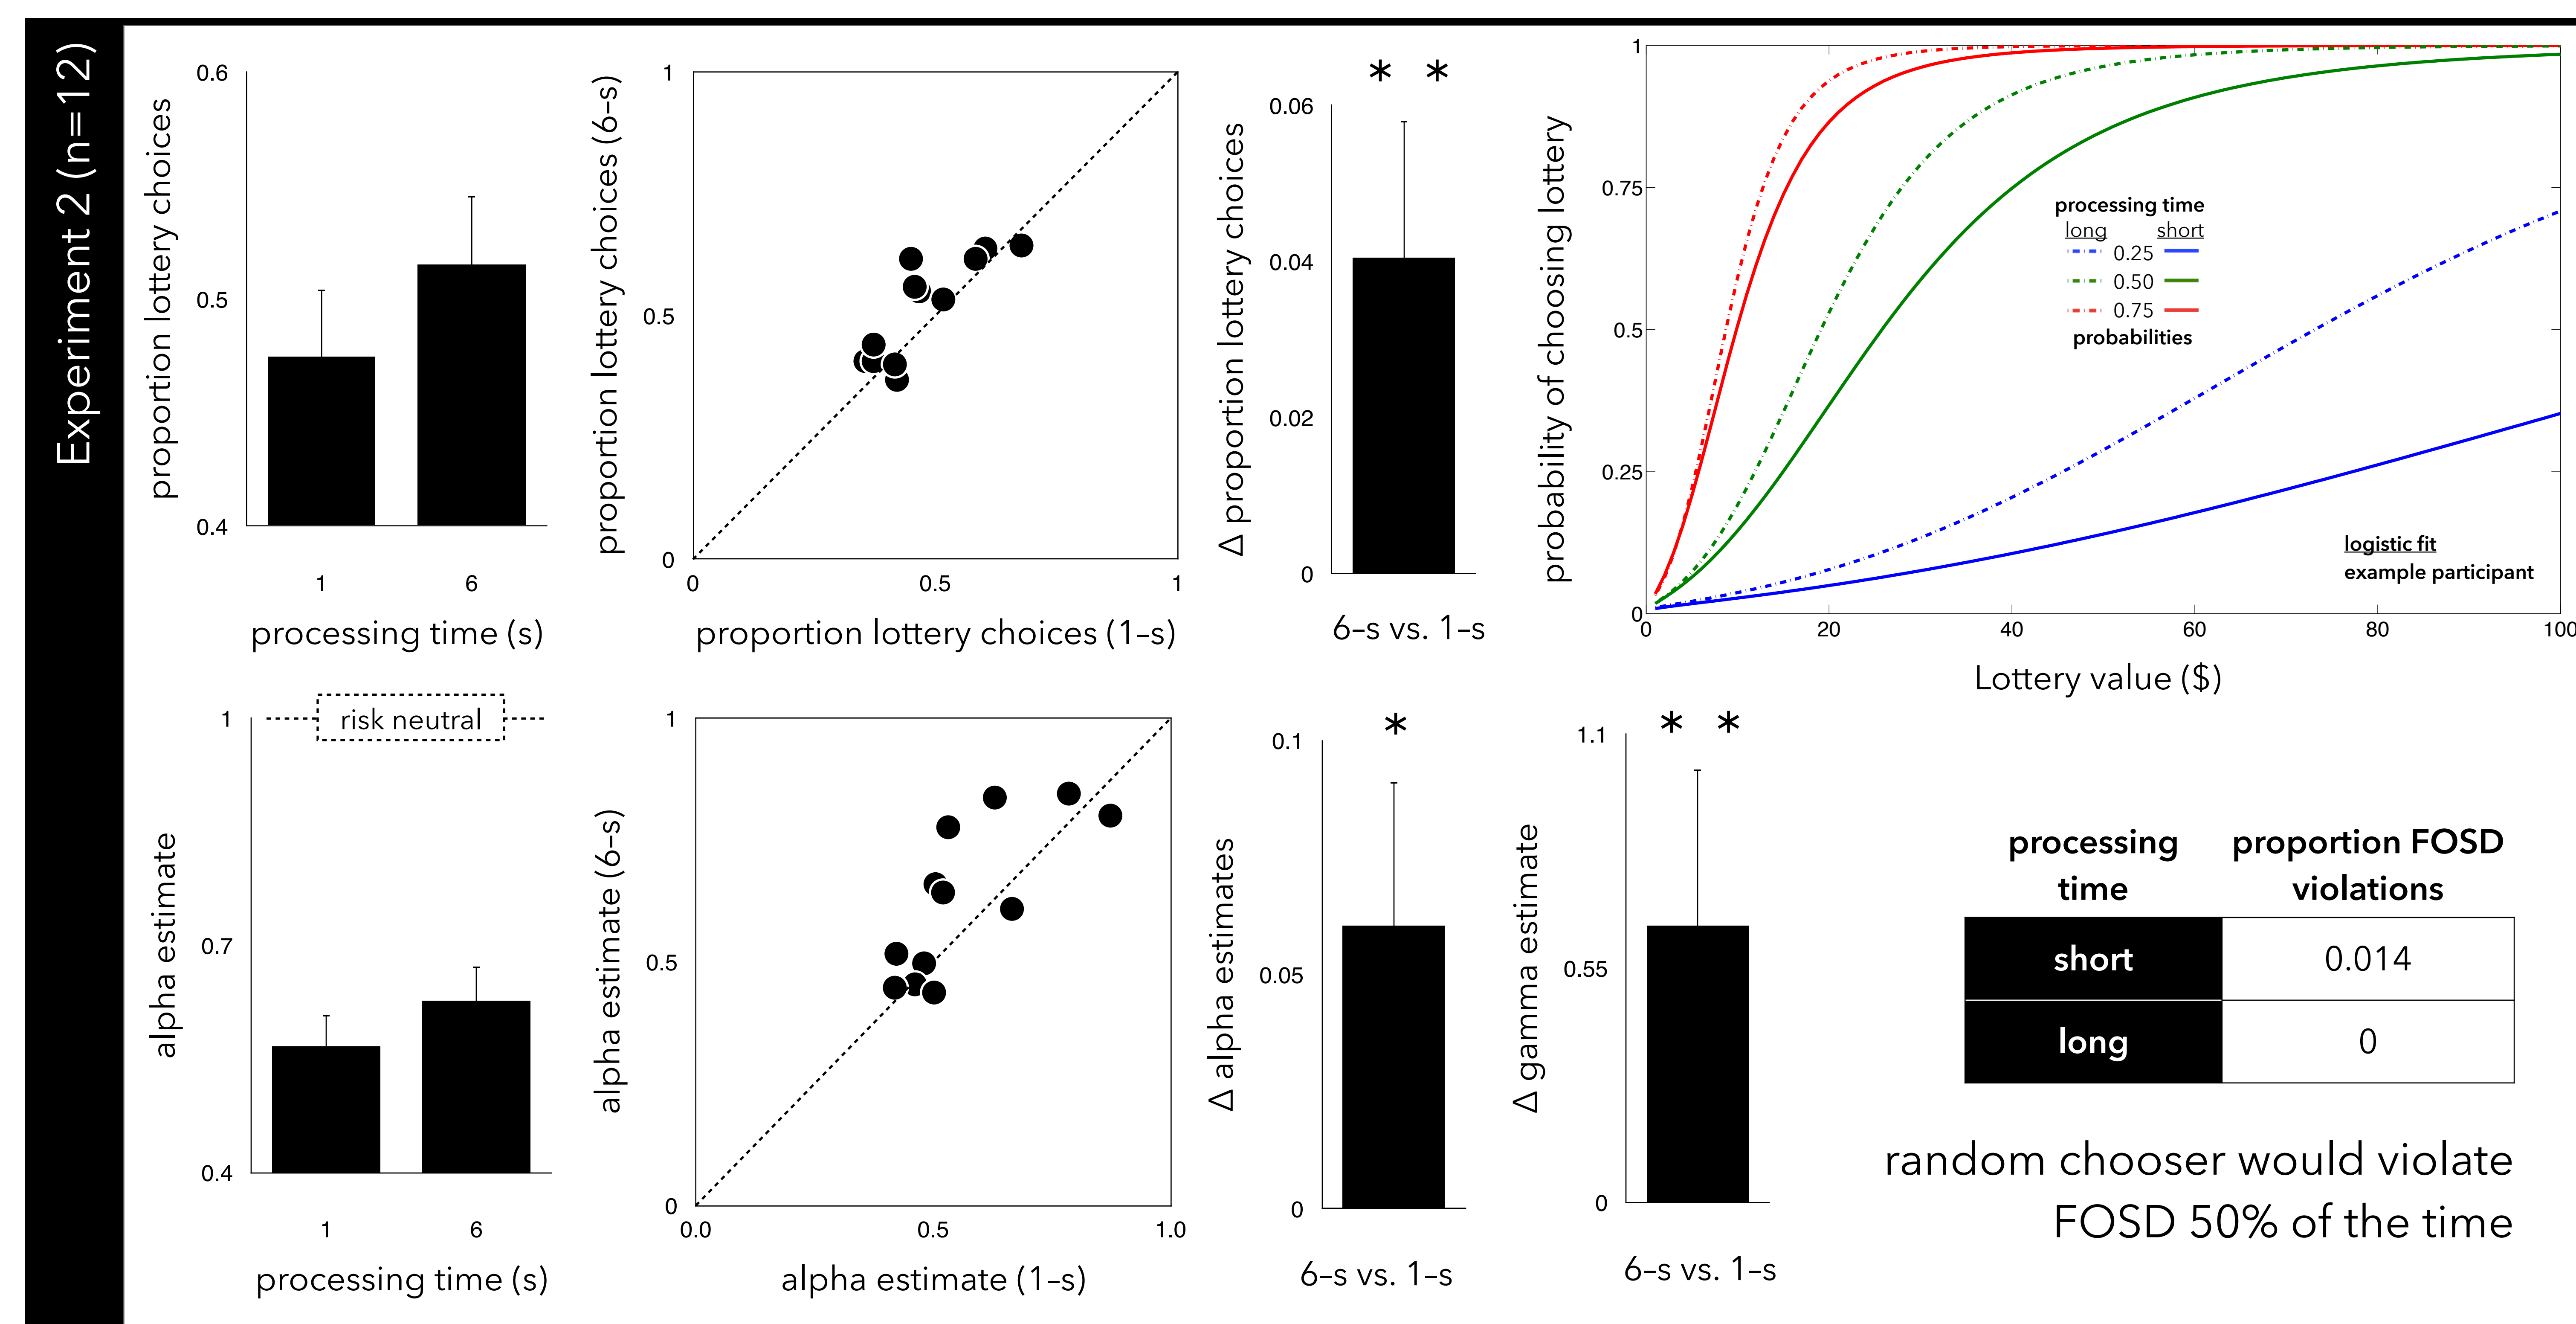 Experiment 2 (n=12)
proportion lottery choices
0.6
0.5
0.4
1
6
processing time (s)
proportion lottery choices (6–s)
1
0.5
0
0
0.5
1
proportion lottery choices (1–s)
* *
Δ proportion lottery choices
0.06
0.04
0.02
0
6–s vs. 1–s
probability of choosing lottery
1
0.75
0.5
0.25
0
0
20
40
60
80
100
Lottery value ($)
processing time
long short
0.25
0.50
0.75
probabilities
logistic fit
example participant
alpha estimate
1
0.7
0.4
risk neutral
1
6
processing time (s)
alpha estimate (6–s)
1
0.5
0
0.0
0.5
1.0
alpha estimate (1–s)
*
Δ alpha estimates
0.1
0.05
0
6–s vs. 1–s
* *
Δ gamma estimate
1.1
0.55
0
6–s vs. 1–s
processing proportion FOSD
time violations
short 0.014
long 0
random chooser would violate
FOSD 50% of the time